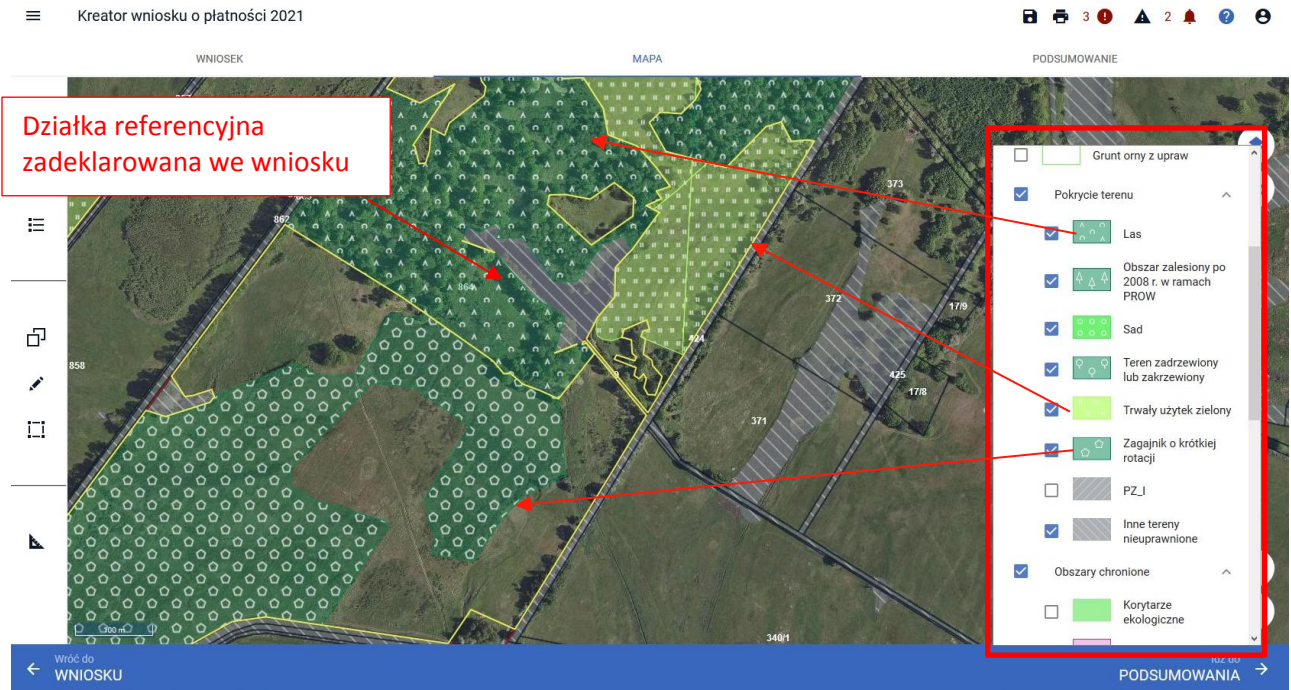 Kreator wniosku o płatności 2021
3
2
WNIOSEK
MAPA
PODSUMOWANIE
Działka referencyjna
zadeklarowana we wniosku
862
864
858
373
372
17/9
424
425
17/8
371
9
340/1
300 m
Grunt orny z upraw
Pokrycie terenu
Las
Obszar zalesiony po
2008 r. w ramach
PROW
Sad
Teren zadrzewiony
lub zakrzewiony
Trwały użytek zielony
Zagajnik o krótkiej
rotacji
PZ_I
Inne tereny
nieuprawnione
Obszary chronione
Korytarze
ekologiczne
Wróć do
WNIOSKU
Idź do
PODSUMOWANIA